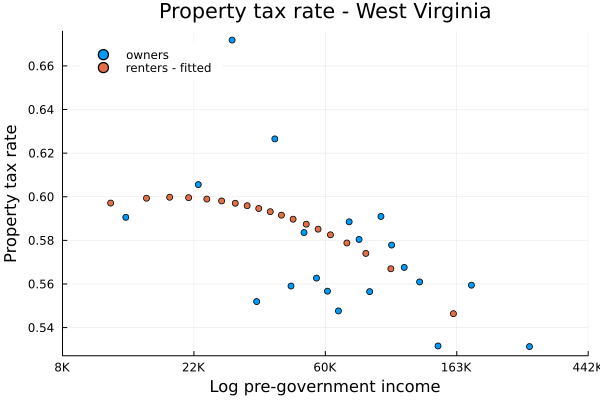 Property tax rate - West Virginia
owners
renters - fitted
Property tax rate
0.66
0.64
0.62
0.60
0.58
0.56
0.54
8K
22K
60K
163K
442K
Log pre-government income